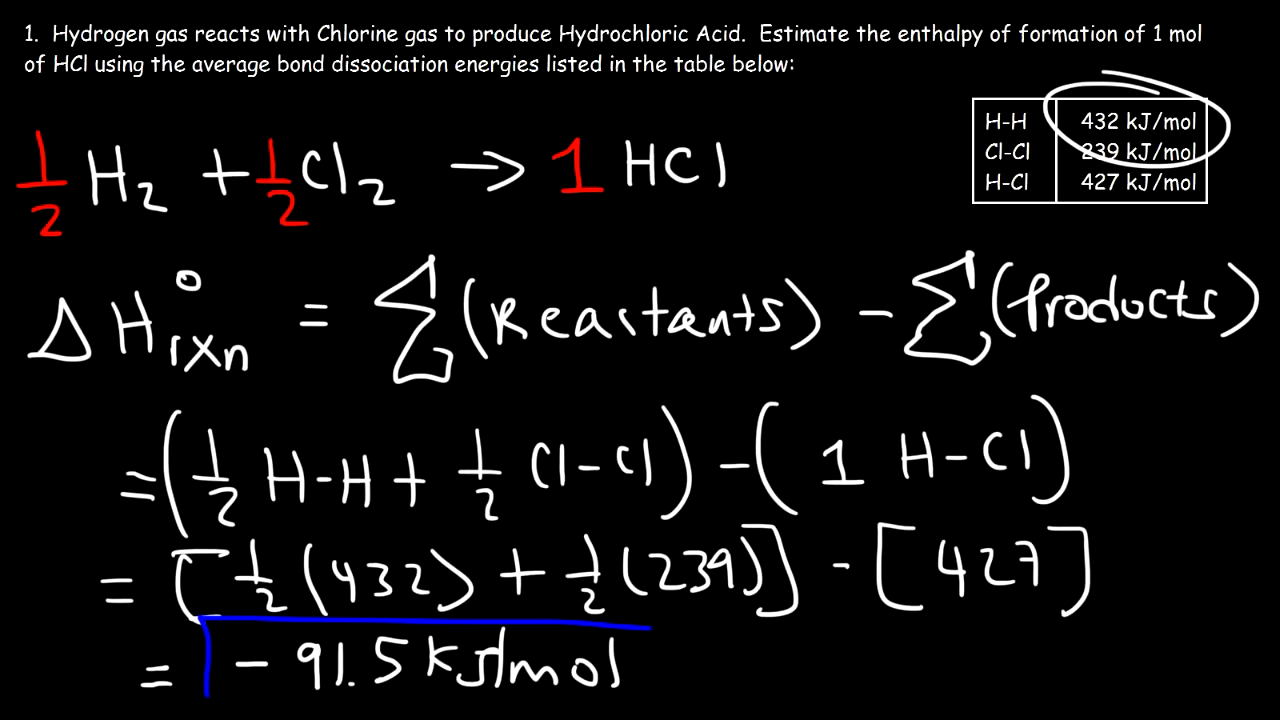 1. Hydrogen gas reacts with Chlorine gas to produce Hydrochloric Acid. Estimate the enthalpy of formation of 1 mol
of HCl using the average bond dissociation energies listed in the table below:
H-H 432 kJ/mol
Cl-Cl 239 kJ/mol
H-Cl 427 kJ/mol
1/2 H₂ + 1/2 Cl₂ → 1 HCl
ΔH°rxn = Σ(Reactants) - Σ(Products)
= (1/2 H-H + 1/2 Cl-Cl) - (1 H-Cl)
= [1/2 (432) + 1/2 (239)] - [427]
= -91.5 kJ/mol